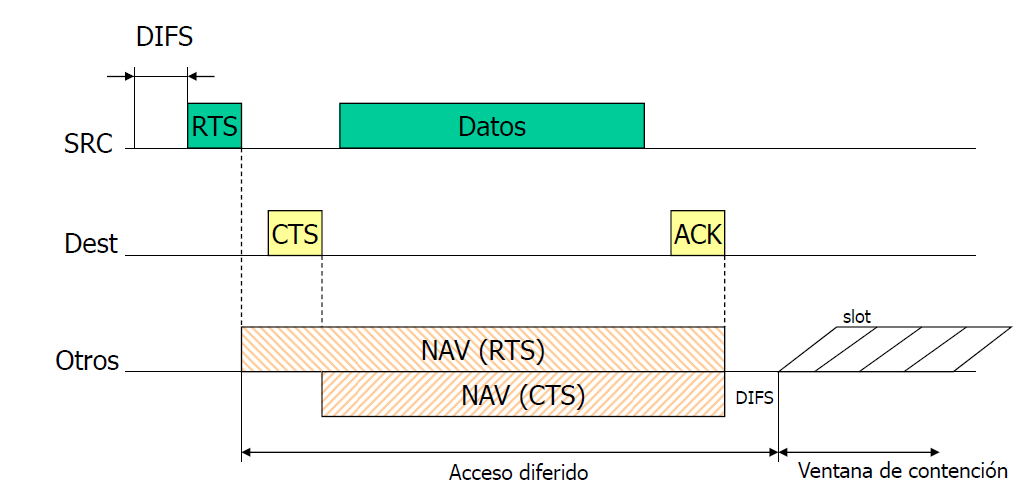 DIFS
RTS
Datos
SRC
CTS
ACK
Dest
slot
NAV (RTS)
Otros
NAV (CTS)
DIFS
Acceso diferido
Ventana de contención